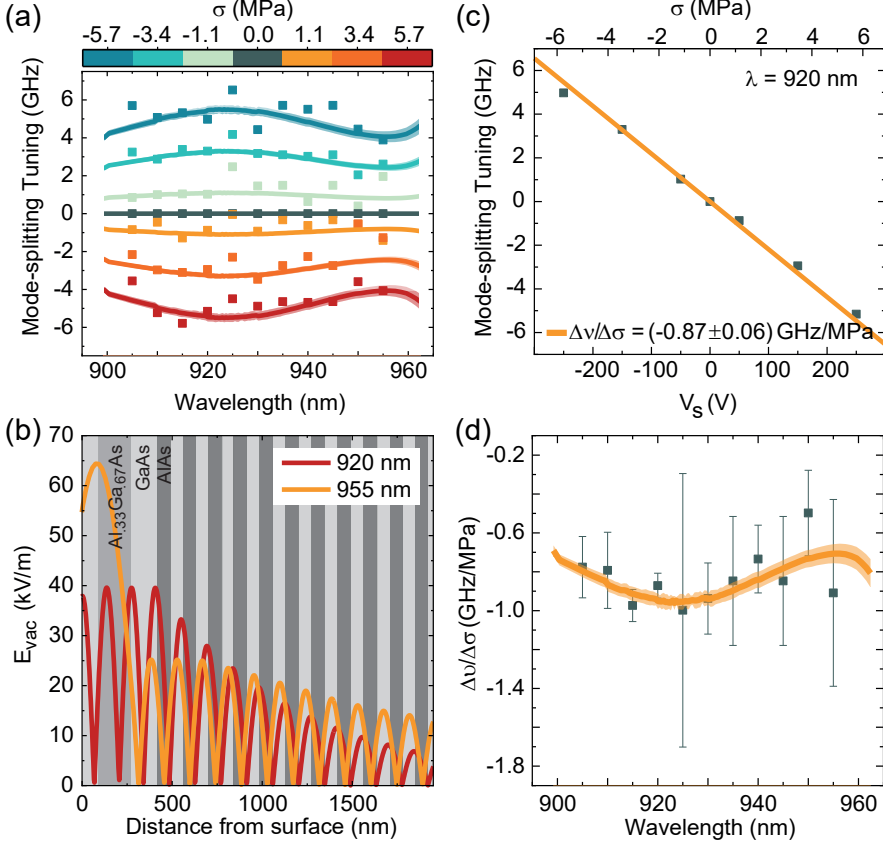 (a)
σ (MPa)
-5.7 -3.4 -1.1 0.0 1.1 3.4 5.7
Mode-splitting Tuning (GHz)
6
4
2
0
-2
-4
-6
900 920 940 960
Wavelength (nm)
(c)
σ (MPa)
-6 -4 -2 0 2 4 6
λ = 920 nm
Mode-splitting Tuning (GHz)
6
4
2
0
-2
-4
-6
Δν/Δσ = (-0.87±0.06) GHz/MPa
-200 -100 0 100 200
VS (V)
(b)
Evac (kV/m)
70
60
50
40
30
20
10
0
Al.33Ga.67As
GaAs
AlAs
920 nm
955 nm
0 500 1000 1500
Distance from surface (nm)
(d)
Δυ/Δσ (GHz/MPa)
-0.2
-0.6
-1.0
-1.4
-1.8
900 920 940 960
Wavelength (nm)